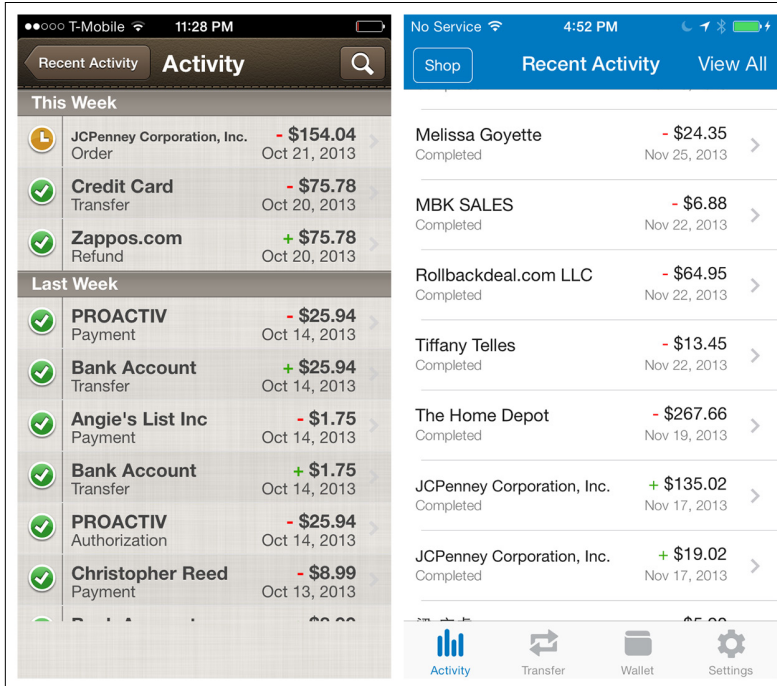 T-Mobile 11:28 PM
Recent Activity Activity
This Week
JCPenney Corporation, Inc. - $154.04
Order Oct 21, 2013
Credit Card - $75.78
Transfer Oct 20, 2013
Zappos.com + $75.78
Refund Oct 20, 2013
Last Week
PROACTIV - $25.94
Payment Oct 14, 2013
Bank Account + $25.94
Transfer Oct 14, 2013
Angie's List Inc - $1.75
Payment Oct 14, 2013
Bank Account + $1.75
Transfer Oct 14, 2013
PROACTIV - $25.94
Authorization Oct 14, 2013
Christopher Reed - $8.99
Payment Oct 13, 2013
No Service 4:52 PM
Shop Recent Activity View All
Melissa Goyette - $24.35
Completed Nov 25, 2013
MBK SALES - $6.88
Completed Nov 22, 2013
Rollbackdeal.com LLC - $64.95
Completed Nov 22, 2013
Tiffany Telles - $13.45
Completed Nov 22, 2013
The Home Depot - $267.66
Completed Nov 19, 2013
JCPenney Corporation, Inc. + $135.02
Completed Nov 17, 2013
JCPenney Corporation, Inc. + $19.02
Completed Nov 17, 2013
Activity Transfer Wallet Settings